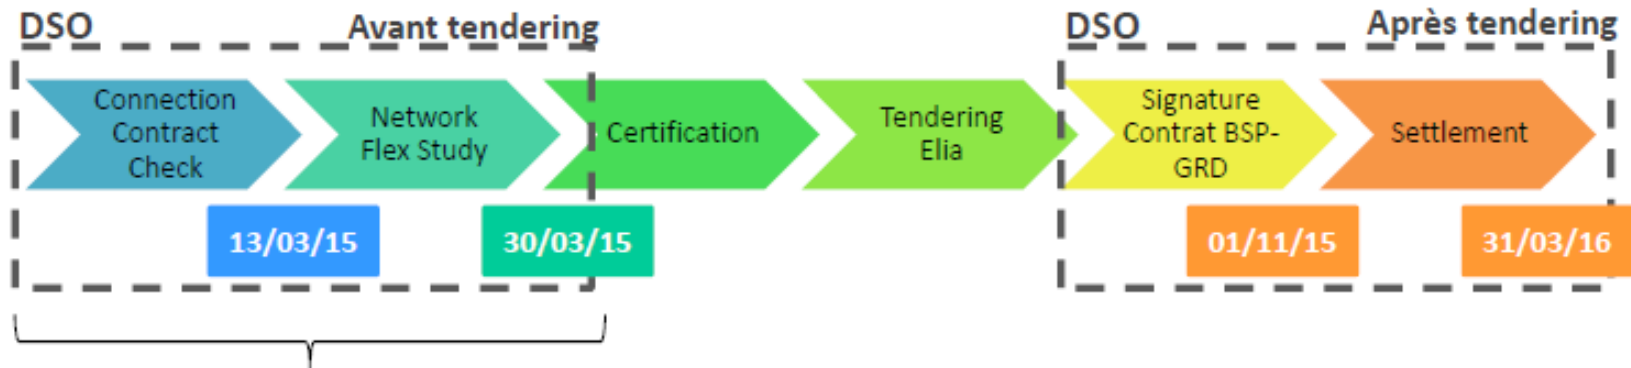 DSO
Avant tendering
DSO
Après tendering
Connection
Contract
Check
Network
Flex Study
Certification
Tendering
Elia
Signature
Contrat BSP-
GRD
Settlement
13/03/15
30/03/15
01/11/15
31/03/16